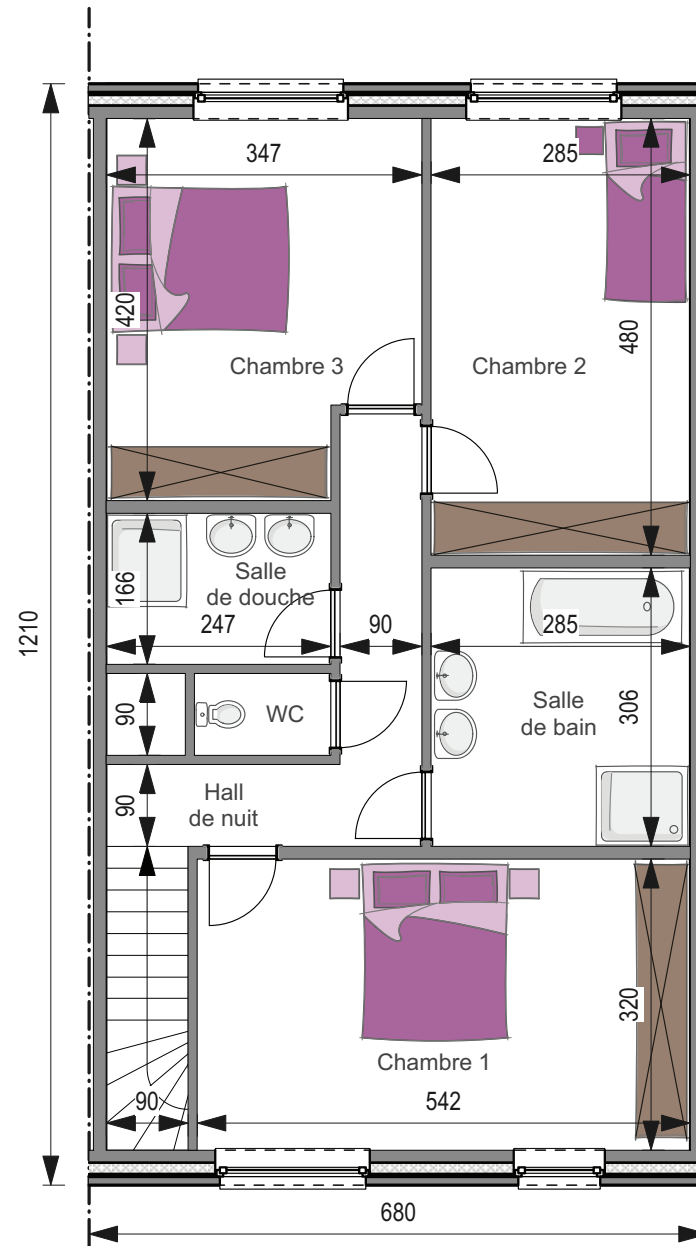 347
285
420
Chambre 3
480
Chambre 2
166
Salle
de douche
247
90
285
1210
90
WC
Salle
de bain
306
90
Hall
de nuit
320
Chambre 1
90
542
680